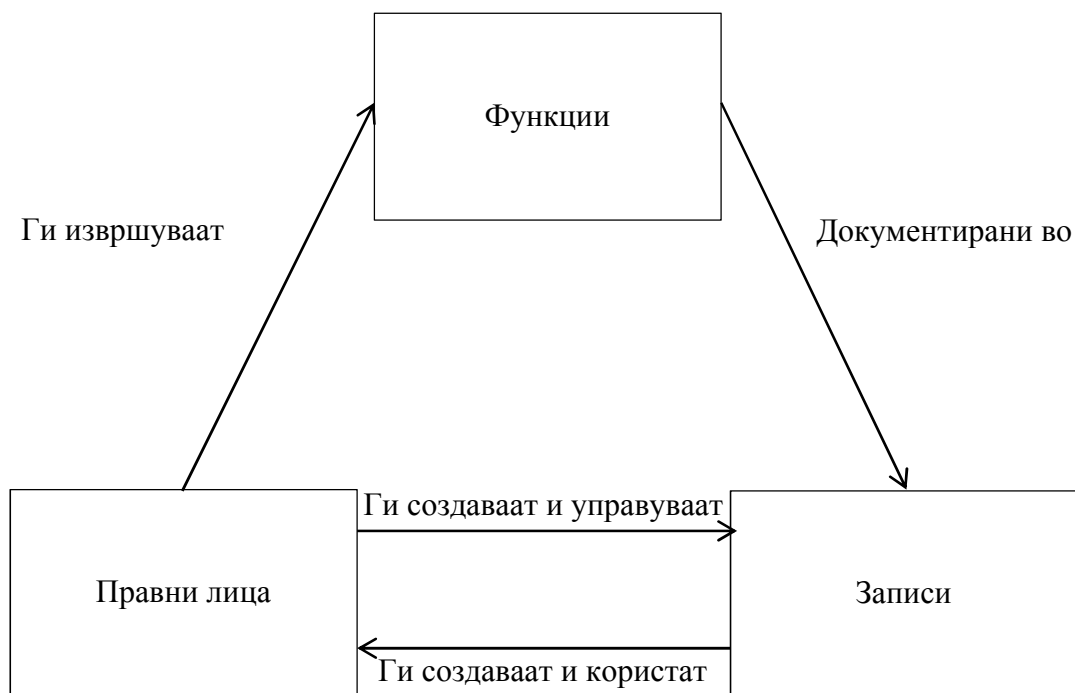 Функции
Ги извршуваат
Документирани во
Ги создаваат и управуваат
Правни лица
Записи
Ги создаваат и користат